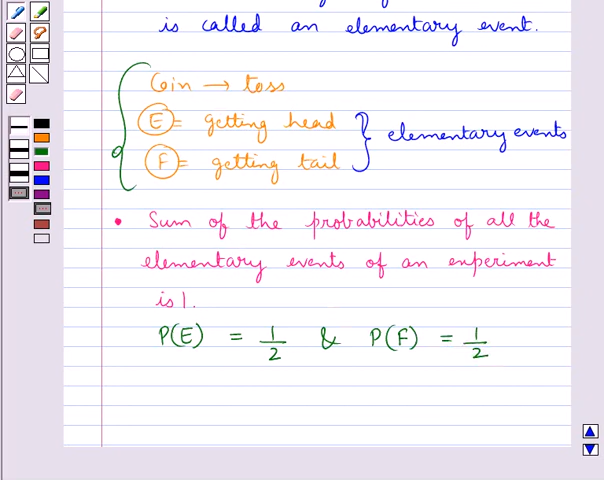 is called an elementary event.
Coin → toss
E = getting head
F = getting tail
} elementary events
• Sum of the probabilities of all the
elementary events of an experiment
is 1.
P(E) = 1/2 & P(F) = 1/2